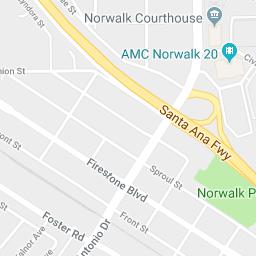 Norwalk Courthouse
AMC Norwalk 20
Santa Ana Fwy
Firestone Blvd
Sproul St
Norwalk P
Front St
Foster Rd